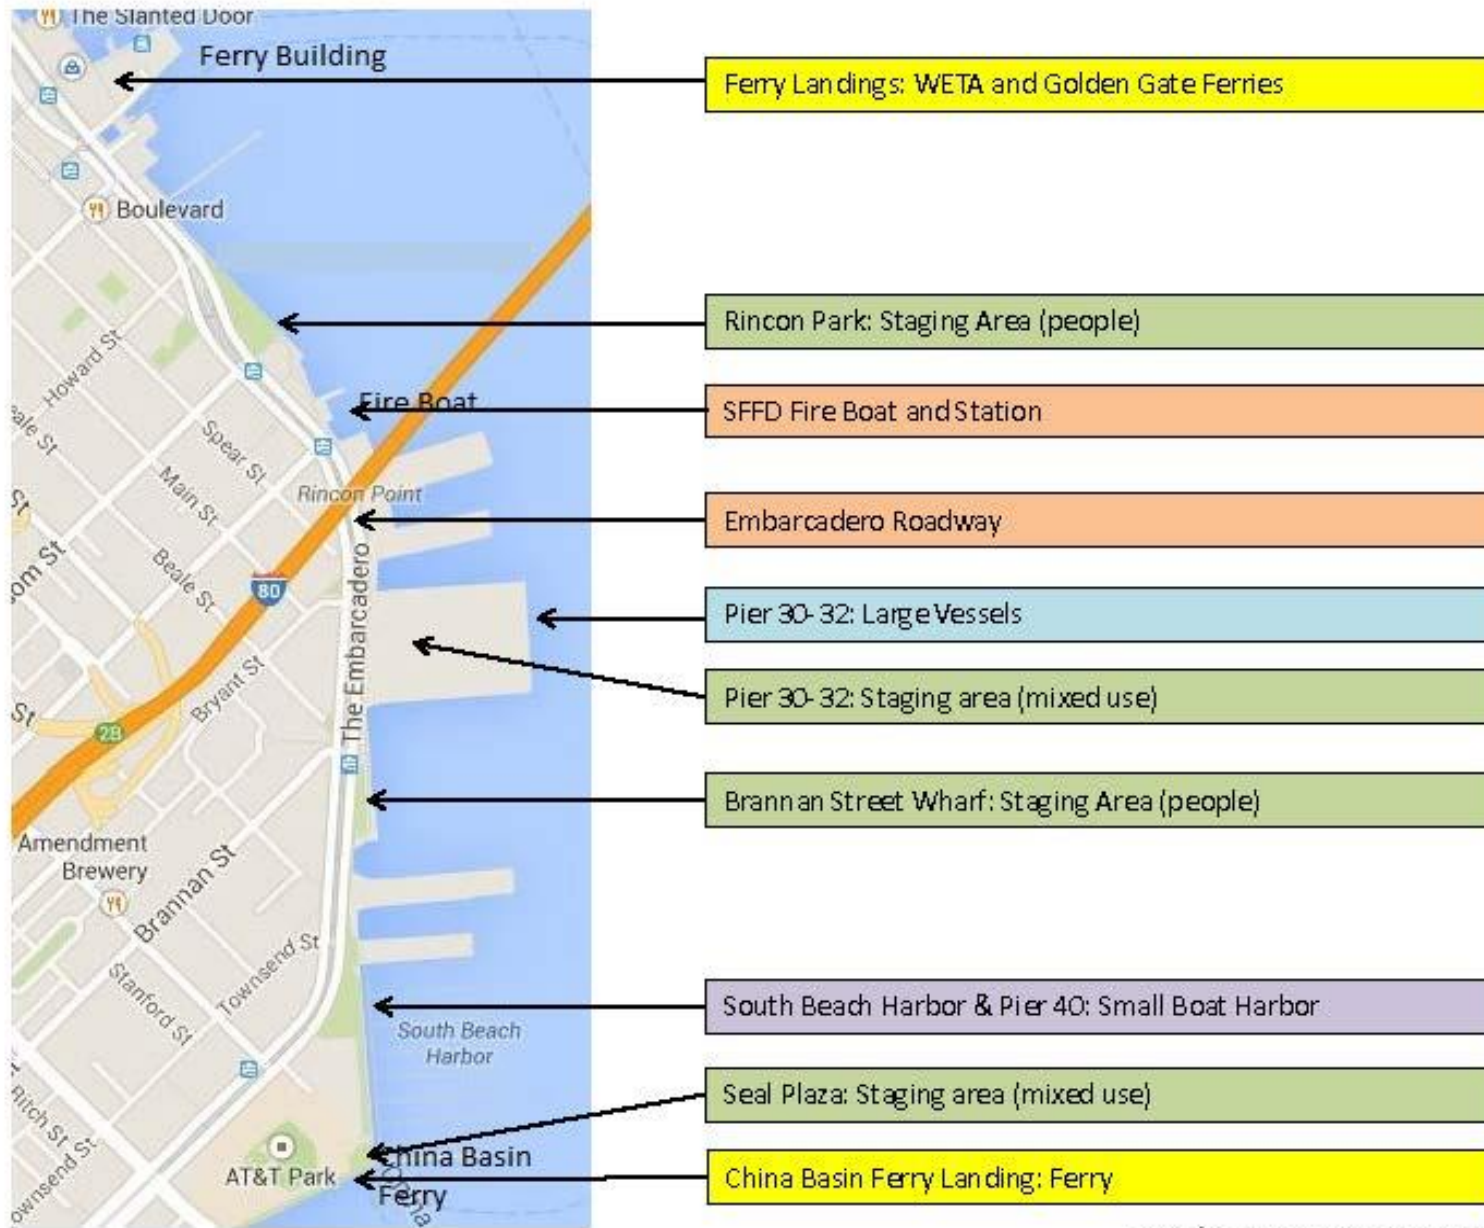 The Slanted Door
Ferry Building
Ferry Landings: WETA and Golden Gate Ferries
Boulevard
Rincon Park: Staging Area (people)
Howard St
Fire Boat
SFFD Fire Boat and Station
Spear St
Main St
Rincon Point
Embarcadero Roadway
St
Beale St
80
The Embarcadero
Pier 30-32: Large Vessels
Bryant St
Pier 30-32: Staging area (mixed use)
St
2B
Brannan Street Wharf: Staging Area (people)
Amendment
Brewery
Brannan St
Townsend St
Stanford St
South Beach Harbor & Pier 40: Small Boat Harbor
South Beach
Harbor
Seal Plaza: Staging area (mixed use)
Ritch St
China Basin
Ferry
AT&T Park
China Basin Ferry Landing: Ferry